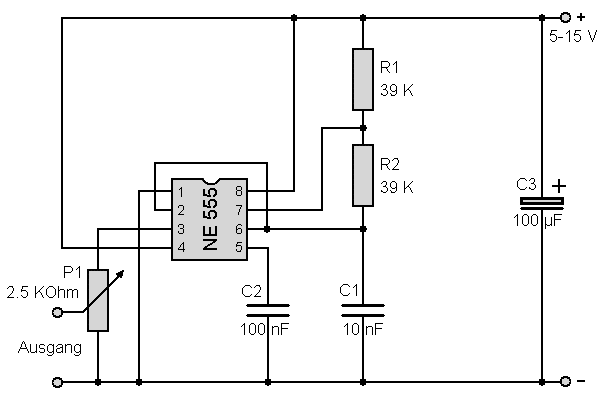 +
5-15 V
R1
39 K
R2
39 K
C3
+
100 µF
NE 555
1
2
3
4
8
7
6
5
P1
2.5 KOhm
C2
100 nF
C1
10 nF
Ausgang
-